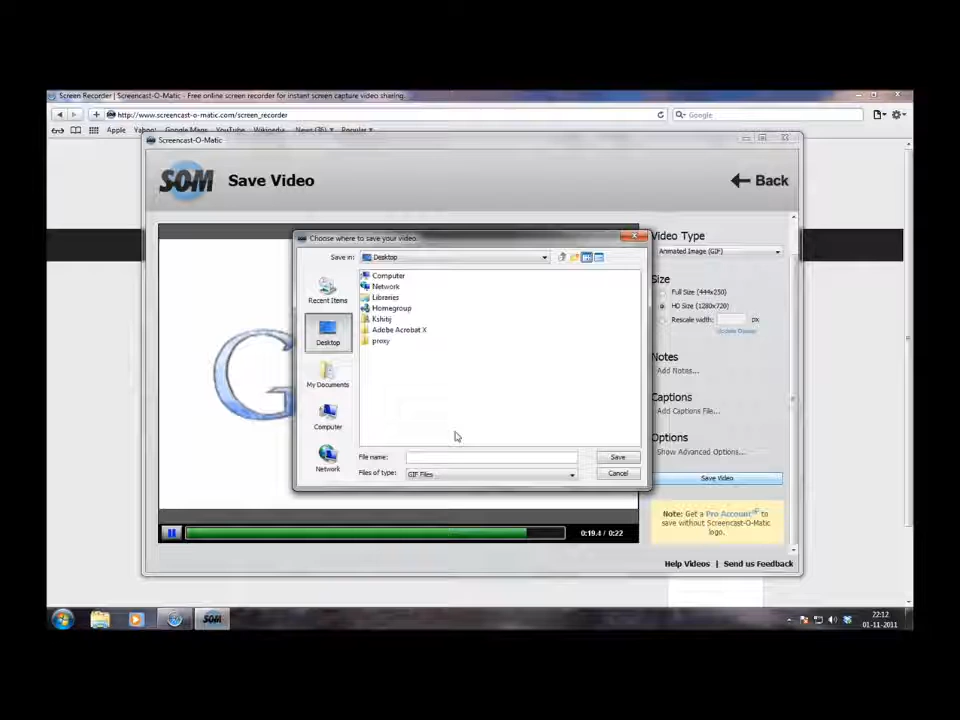 Screen Recorder | Screencast-O-Matic - Free online screen recorder for instant screen capture video sharing.
http://www.screencast-o-matic.com/screen_recorder
Google
Apple Yahoo! Google Maps YouTube Wikipedia News (36) Popular
Screencast-O-Matic
SOM Save Video
Back
Choose where to save your video.
Save in: Desktop
Recent Items
Desktop
My Documents
Computer
Network
Computer
Network
Libraries
Homegroup
Kshitij
Adobe Acrobat X
proxy
File name:
Save
Files of type: GIF Files
Cancel
Video Type
Animated Image (GIF)
Size
Full Size (444x250)
HD Size (1280x720)
Rescale width: px
Notes
Add Notes...
Captions
Add Captions File...
Options
Show Advanced Options...
Save Video
Note: Get a Pro Account to
save without Screencast-O-Matic
logo.
G
0:19.4 / 0:22
Help Videos | Send us Feedback
SOM
22:12
01-11-2011